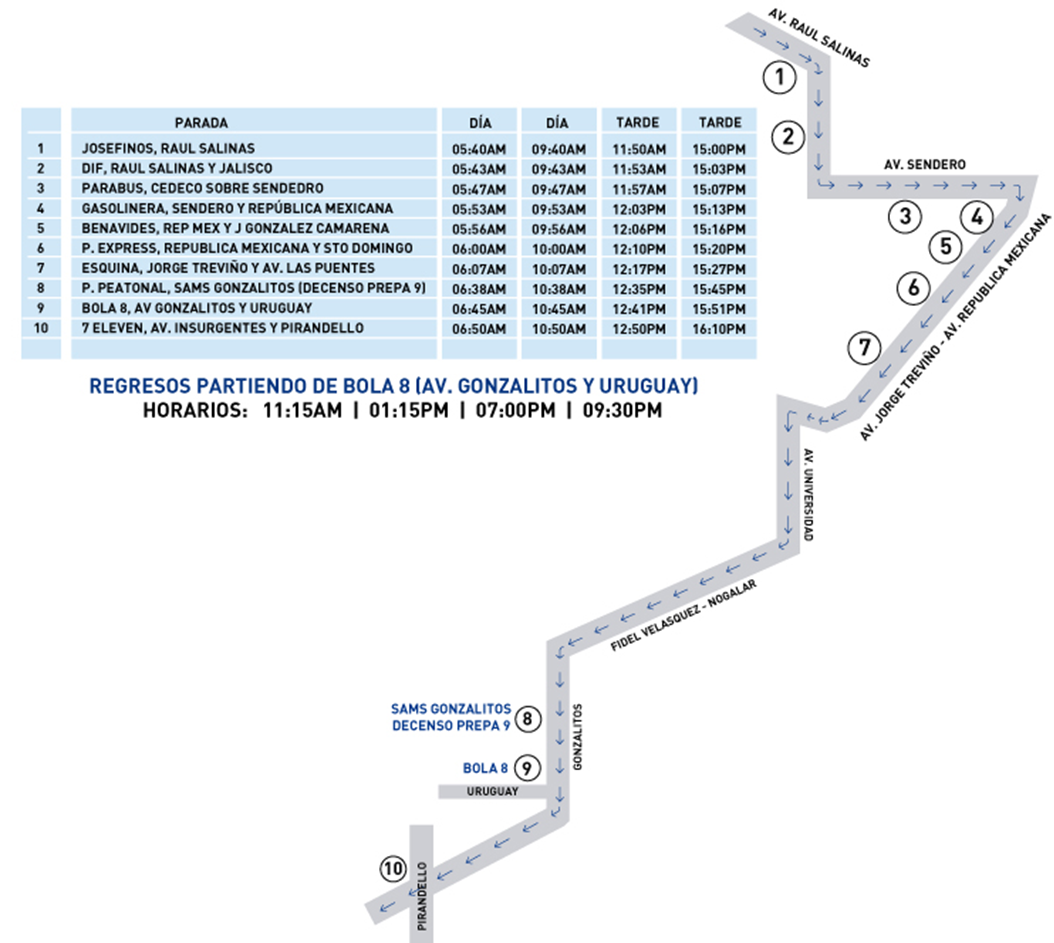 AV. RAUL SALINAS
1
2
PARADA DÍA DÍA TARDE TARDE
1 JOSEFINOS, RAUL SALINAS 05:40AM 09:40AM 11:50AM 15:00PM
2 DIF, RAUL SALINAS Y JALISCO 05:43AM 09:43AM 11:53AM 15:03PM
3 PARABUS, CEDECO SOBRE SENDEDRO 05:47AM 09:47AM 11:57AM 15:07PM
4 GASOLINERA, SENDERO Y REPÚBLICA MEXICANA 05:53AM 09:53AM 12:03PM 15:13PM
5 BENAVIDES, REP MEX Y J GONZALEZ CAMARENA 05:56AM 09:56AM 12:06PM 15:16PM
6 P. EXPRESS, REPUBLICA MEXICANA Y STO DOMINGO 06:00AM 10:00AM 12:10PM 15:20PM
7 ESQUINA, JORGE TREVIÑO Y AV. LAS PUENTES 06:07AM 10:07AM 12:17PM 15:27PM
8 P. PEATONAL, SAMS GONZALITOS (DECENSO PREPA 9) 06:38AM 10:38AM 12:35PM 15:45PM
9 BOLA 8, AV GONZALITOS Y URUGUAY 06:45AM 10:45AM 12:41PM 15:51PM
10 7 ELEVEN, AV. INSURGENTES Y PIRANDELLO 06:50AM 10:50AM 12:50PM 16:10PM
REGRESOS PARTIENDO DE BOLA 8 (AV. GONZALITOS Y URUGUAY)
HORARIOS: 11:15AM | 01:15PM | 07:00PM | 09:30PM
AV. SENDERO
3
4
5
6
7
AV. JORGE TREVIÑO - AV. REPUBLICA MEXICANA
AV. UNIVERSIDAD
FIDEL VELASQUEZ - NOGALAR
SAMS GONZALITOS
DECENSO PREPA 9
8
GONZALITOS
BOLA 8
9
URUGUAY
10
PIRANDELLO